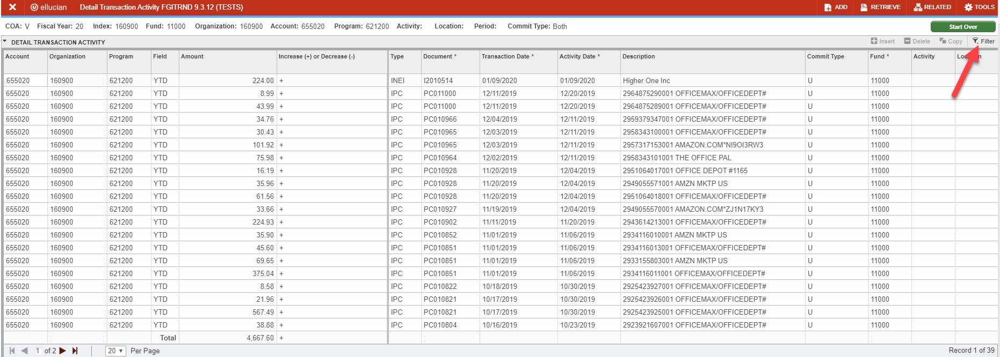 ellucian Detail Transaction Activity FGITRND 9.3.12 (TESTS) ADD RETRIEVE RELATED TOOLS
COA: V Fiscal Year: 20 Index: 160900 Fund: 11000 Organization: 160900 Account: 655020 Program: 621200 Activity: Location: Period: Commit Type: Both Start Over
DETAIL TRANSACTION ACTIVITY Insert Delete Copy Filter
Account Organization Program Field Amount Increase (+) or Decrease (-) Type Document * Transaction Date * Activity Date * Description Commit Type Fund * Activity
655020 160900 621200 YTD 224.00 + INEI I2010514 01/09/2020 01/09/2020 Higher One Inc U 11000
655020 160900 621200 YTD 8.99 + IPC PC011000 12/11/2019 12/20/2019 2964875290001 OFFICEMAX/OFFICEDEPT# U 11000
655020 160900 621200 YTD 43.99 + IPC PC011000 12/11/2019 12/20/2019 2964875289001 OFFICEMAX/OFFICEDEPT# U 11000
655020 160900 621200 YTD 34.76 + IPC PC010966 12/04/2019 12/11/2019 2959379347001 OFFICEMAX/OFFICEDEPT# U 11000
655020 160900 621200 YTD 30.43 + IPC PC010965 12/03/2019 12/11/2019 2958343100001 OFFICEMAX/OFFICEDEPT# U 11000
655020 160900 621200 YTD 101.92 + IPC PC010965 12/03/2019 12/11/2019 2957317153001 AMAZON.COM*NI9OI3RW3 U 11000
655020 160900 621200 YTD 75.98 + IPC PC010964 12/02/2019 12/11/2019 2958343101001 THE OFFICE PAL U 11000
655020 160900 621200 YTD 16.19 + IPC PC010928 11/20/2019 12/04/2019 2951064017001 OFFICE DEPOT #1165 U 11000
655020 160900 621200 YTD 35.96 + IPC PC010928 11/20/2019 12/04/2019 2949055571001 AMZN MKTP US U 11000
655020 160900 621200 YTD 61.56 + IPC PC010928 11/20/2019 12/04/2019 2951064018001 OFFICEMAX/OFFICEDEPT# U 11000
655020 160900 621200 YTD 33.66 + IPC PC010927 11/19/2019 12/04/2019 2949055570001 AMAZON.COM*ZJ1N17KY3 U 11000
655020 160900 621200 YTD 224.93 + IPC PC010902 11/11/2019 11/20/2019 2943614213001 OFFICEMAX/OFFICEDEPT# U 11000
655020 160900 621200 YTD 35.90 + IPC PC010852 11/01/2019 11/06/2019 2934116010001 AMZN MKTP US U 11000
655020 160900 621200 YTD 45.60 + IPC PC010851 11/01/2019 11/06/2019 2934116013001 OFFICEMAX/OFFICEDEPT# U 11000
655020 160900 621200 YTD 69.65 + IPC PC010851 11/01/2019 11/06/2019 2933155803001 AMZN MKTP US U 11000
655020 160900 621200 YTD 375.04 + IPC PC010851 11/01/2019 11/06/2019 2934116011001 OFFICEMAX/OFFICEDEPT# U 11000
655020 160900 621200 YTD 8.58 + IPC PC010822 10/18/2019 10/30/2019 2925423927001 OFFICEMAX/OFFICEDEPT# U 11000
655020 160900 621200 YTD 21.96 + IPC PC010821 10/17/2019 10/30/2019 2925423926001 OFFICEMAX/OFFICEDEPT# U 11000
655020 160900 621200 YTD 567.49 + IPC PC010821 10/17/2019 10/30/2019 2925423925001 OFFICEMAX/OFFICEDEPT# U 11000
655020 160900 621200 YTD 38.88 + IPC PC010804 10/16/2019 10/23/2019 2923921607001 OFFICEMAX/OFFICEDEPT# U 11000
Total 4,667.60 +
1 of 2 20 Per Page Record 1 of 39